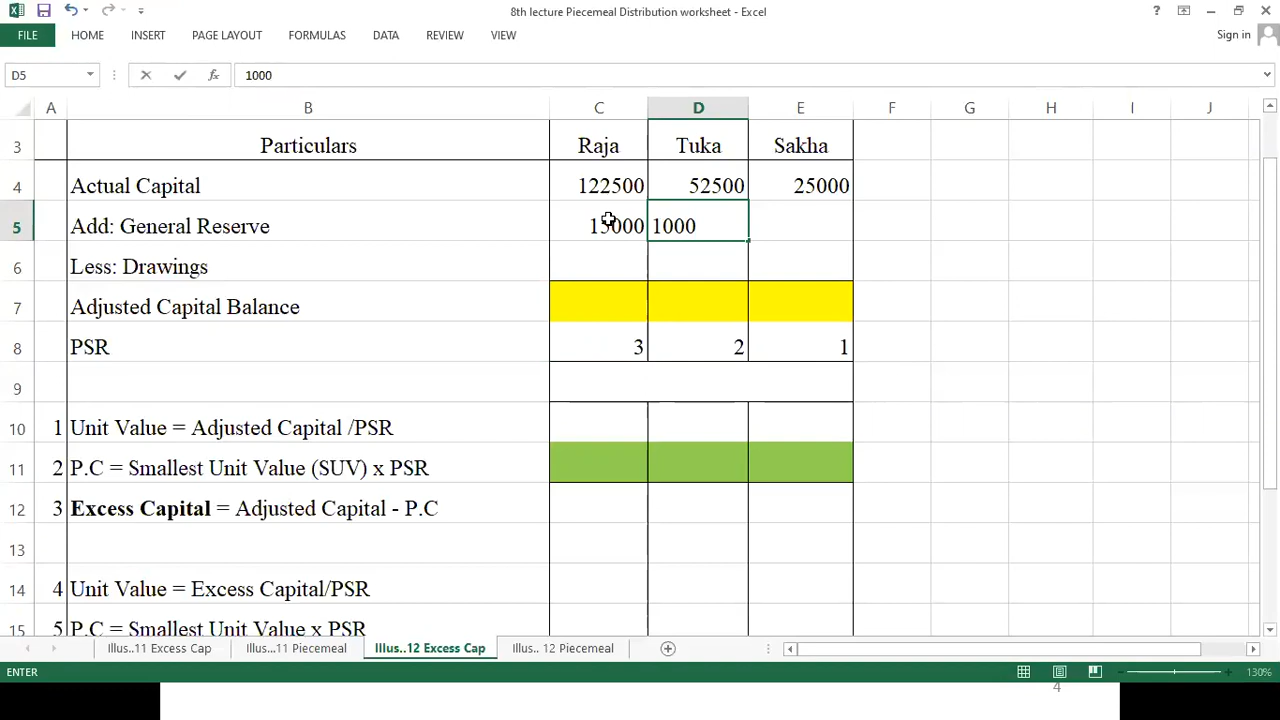 8th lecture Piecemeal Distribution worksheet - Excel
?
FILE HOME INSERT PAGE LAYOUT FORMULAS DATA REVIEW VIEW Sign in
D5 fx 1000
A B C D E F G H I J
3 Particulars Raja Tuka Sakha
4 Actual Capital 122500 52500 25000
5 Add: General Reserve 15000 1000
6 Less: Drawings
7 Adjusted Capital Balance
8 PSR 3 2 1
9
10 1 Unit Value = Adjusted Capital /PSR
11 2 P.C = Smallest Unit Value (SUV) x PSR
12 3 Excess Capital = Adjusted Capital - P.C
13
14 4 Unit Value = Excess Capital/PSR
15 5 P.C = Smallest Unit Value x PSR
Illus..11 Excess Cap Illus...11 Piecemeal Illus..12 Excess Cap Illus.. 12 Piecemeal
ENTER 130%
4